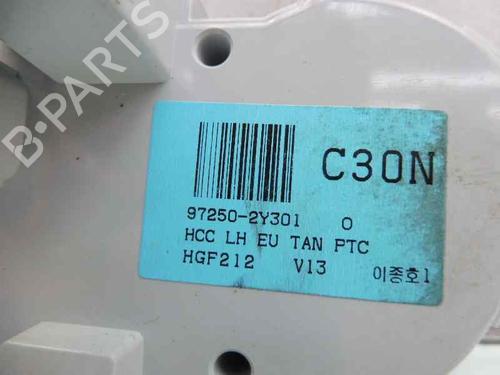 B-PARTS
C30N
97250-2Y301 O
HCC LH EU TAN PTC
HGF212 V13 이종호1